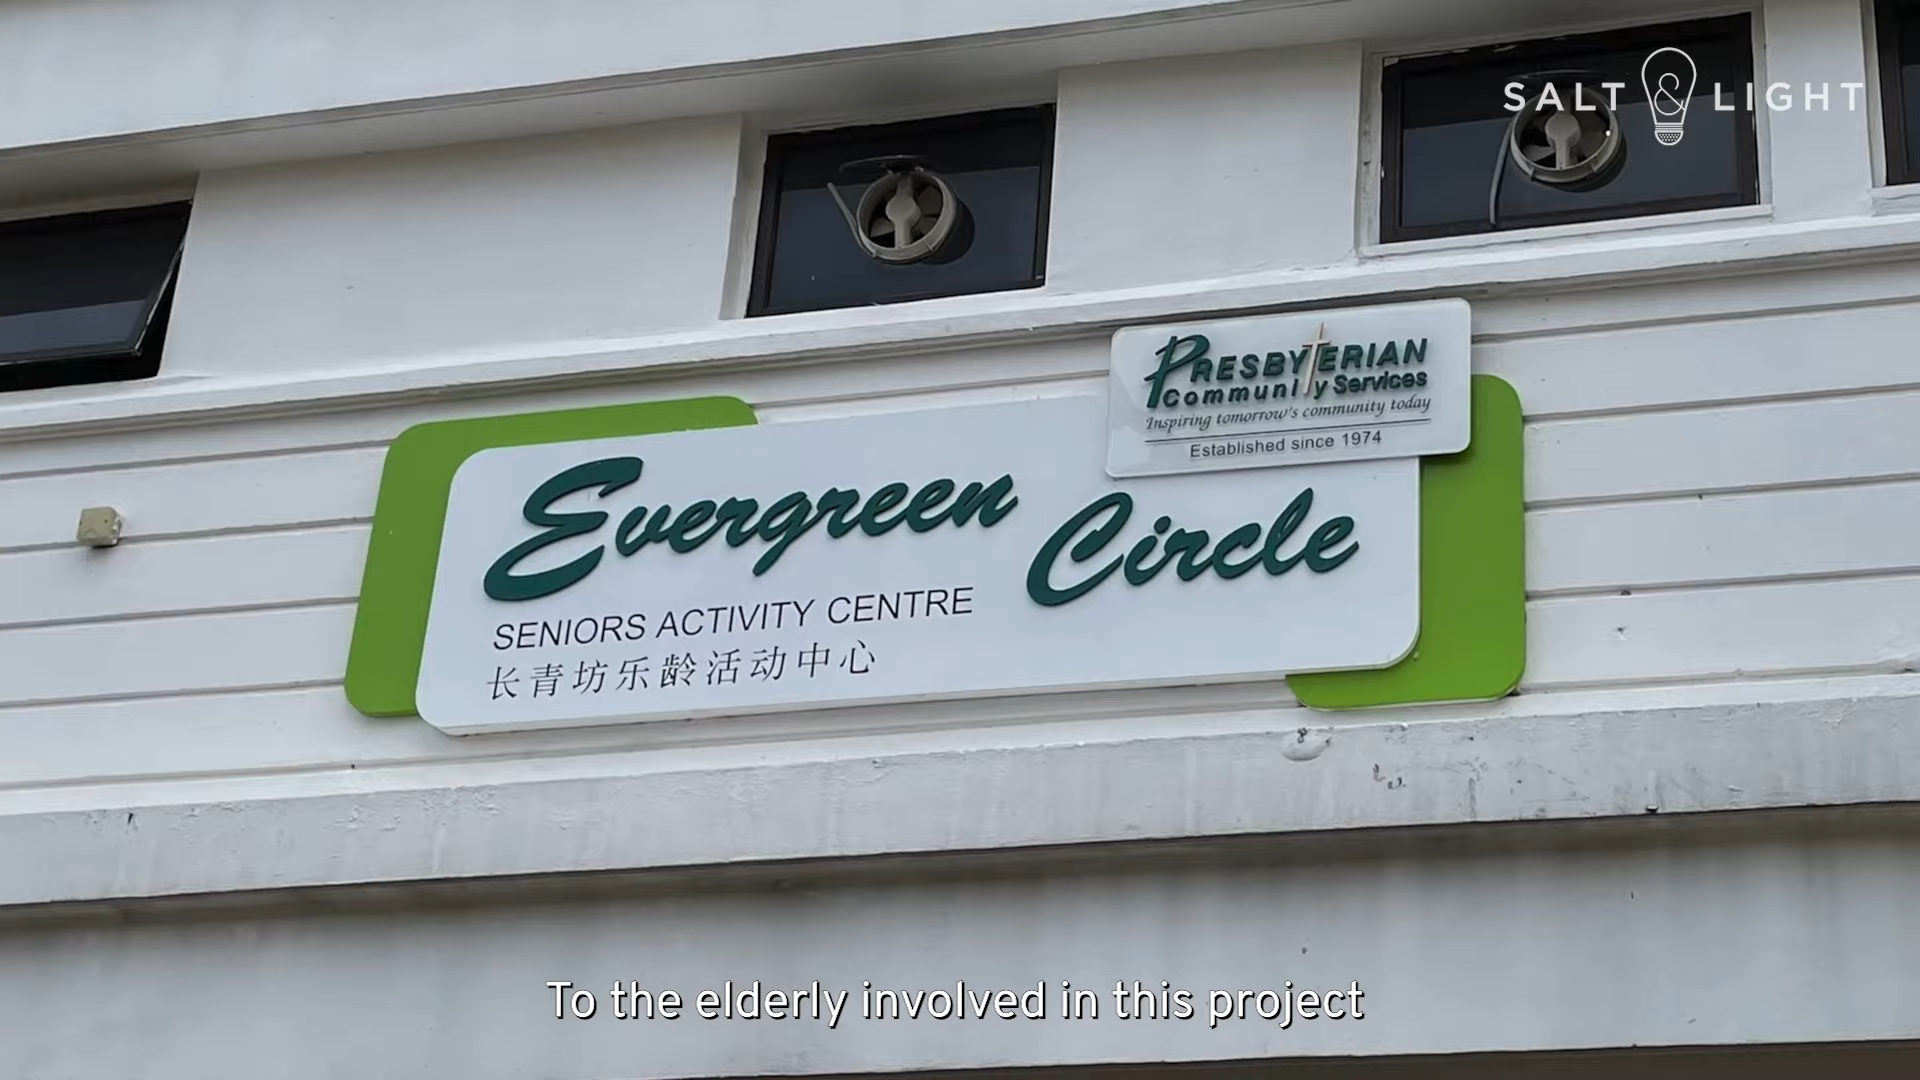 SALT & LIGHT
PRESBYTERIAN
Community Services
Inspiring tomorrow's community today
Established since 1974
Evergreen Circle
SENIORS ACTIVITY CENTRE
长青坊乐龄活动中心
To the elderly involved in this project